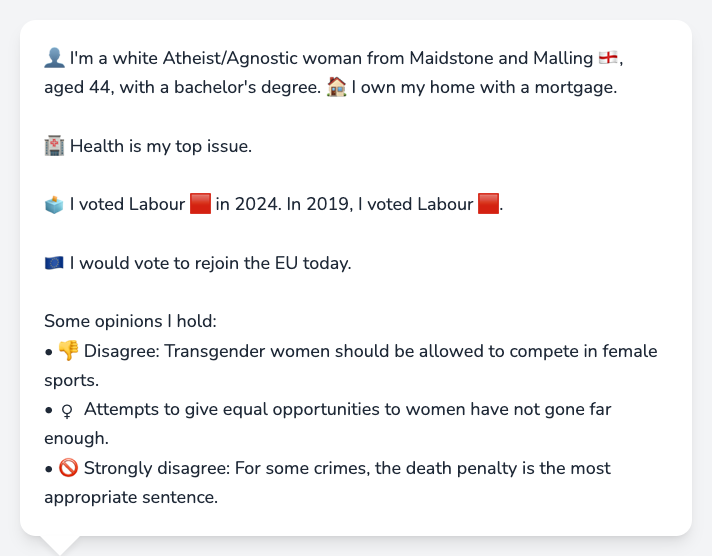 👤 I'm a white Atheist/Agnostic woman from Maidstone and Malling 🏴󠁧󠁢󠁥󠁮󠁧󠁿,
aged 44, with a bachelor's degree. 🏠 I own my home with a mortgage.
🏥 Health is my top issue.
🗳️ I voted Labour 🟥 in 2024. In 2019, I voted Labour 🟥.
🇪🇺 I would vote to rejoin the EU today.
Some opinions I hold:
• 👎 Disagree: Transgender women should be allowed to compete in female
sports.
• ♀ Attempts to give equal opportunities to women have not gone far
enough.
• 🚫 Strongly disagree: For some crimes, the death penalty is the most
appropriate sentence.